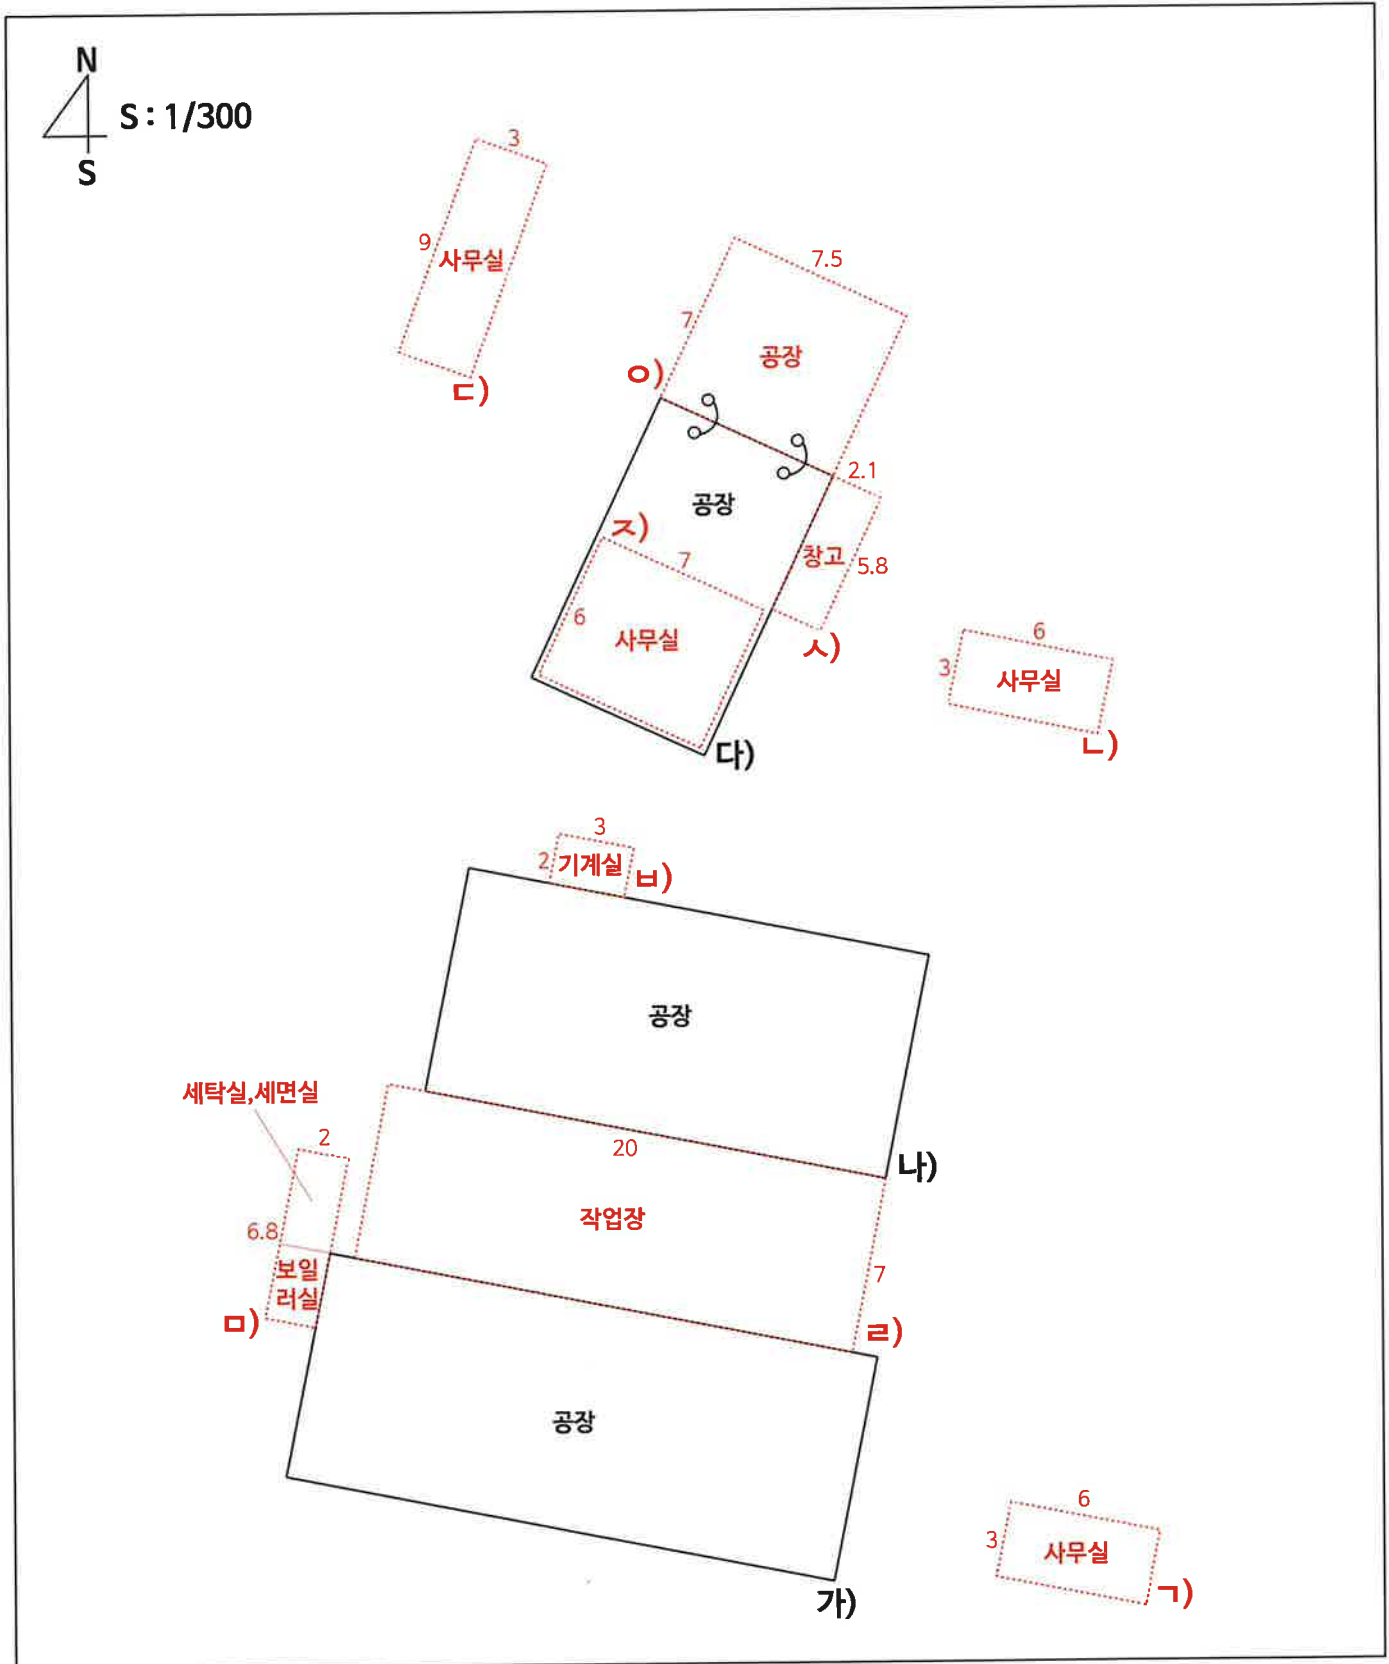 N
S : 1/300
S
3
9
사무실
ㄷ)
7.5
7
공장
ㅇ)
2.1
공장
ㅈ)
7
창고
5.8
6
사무실
ㅅ)
6
3
사무실
ㄴ)
다)
3
2
기계실
ㅂ)
공장
세탁실,세면실
2
20
나)
작업장
6.8
보일
러실
7
ㅁ)
ㄹ)
공장
6
3
사무실
ㄱ)
가)